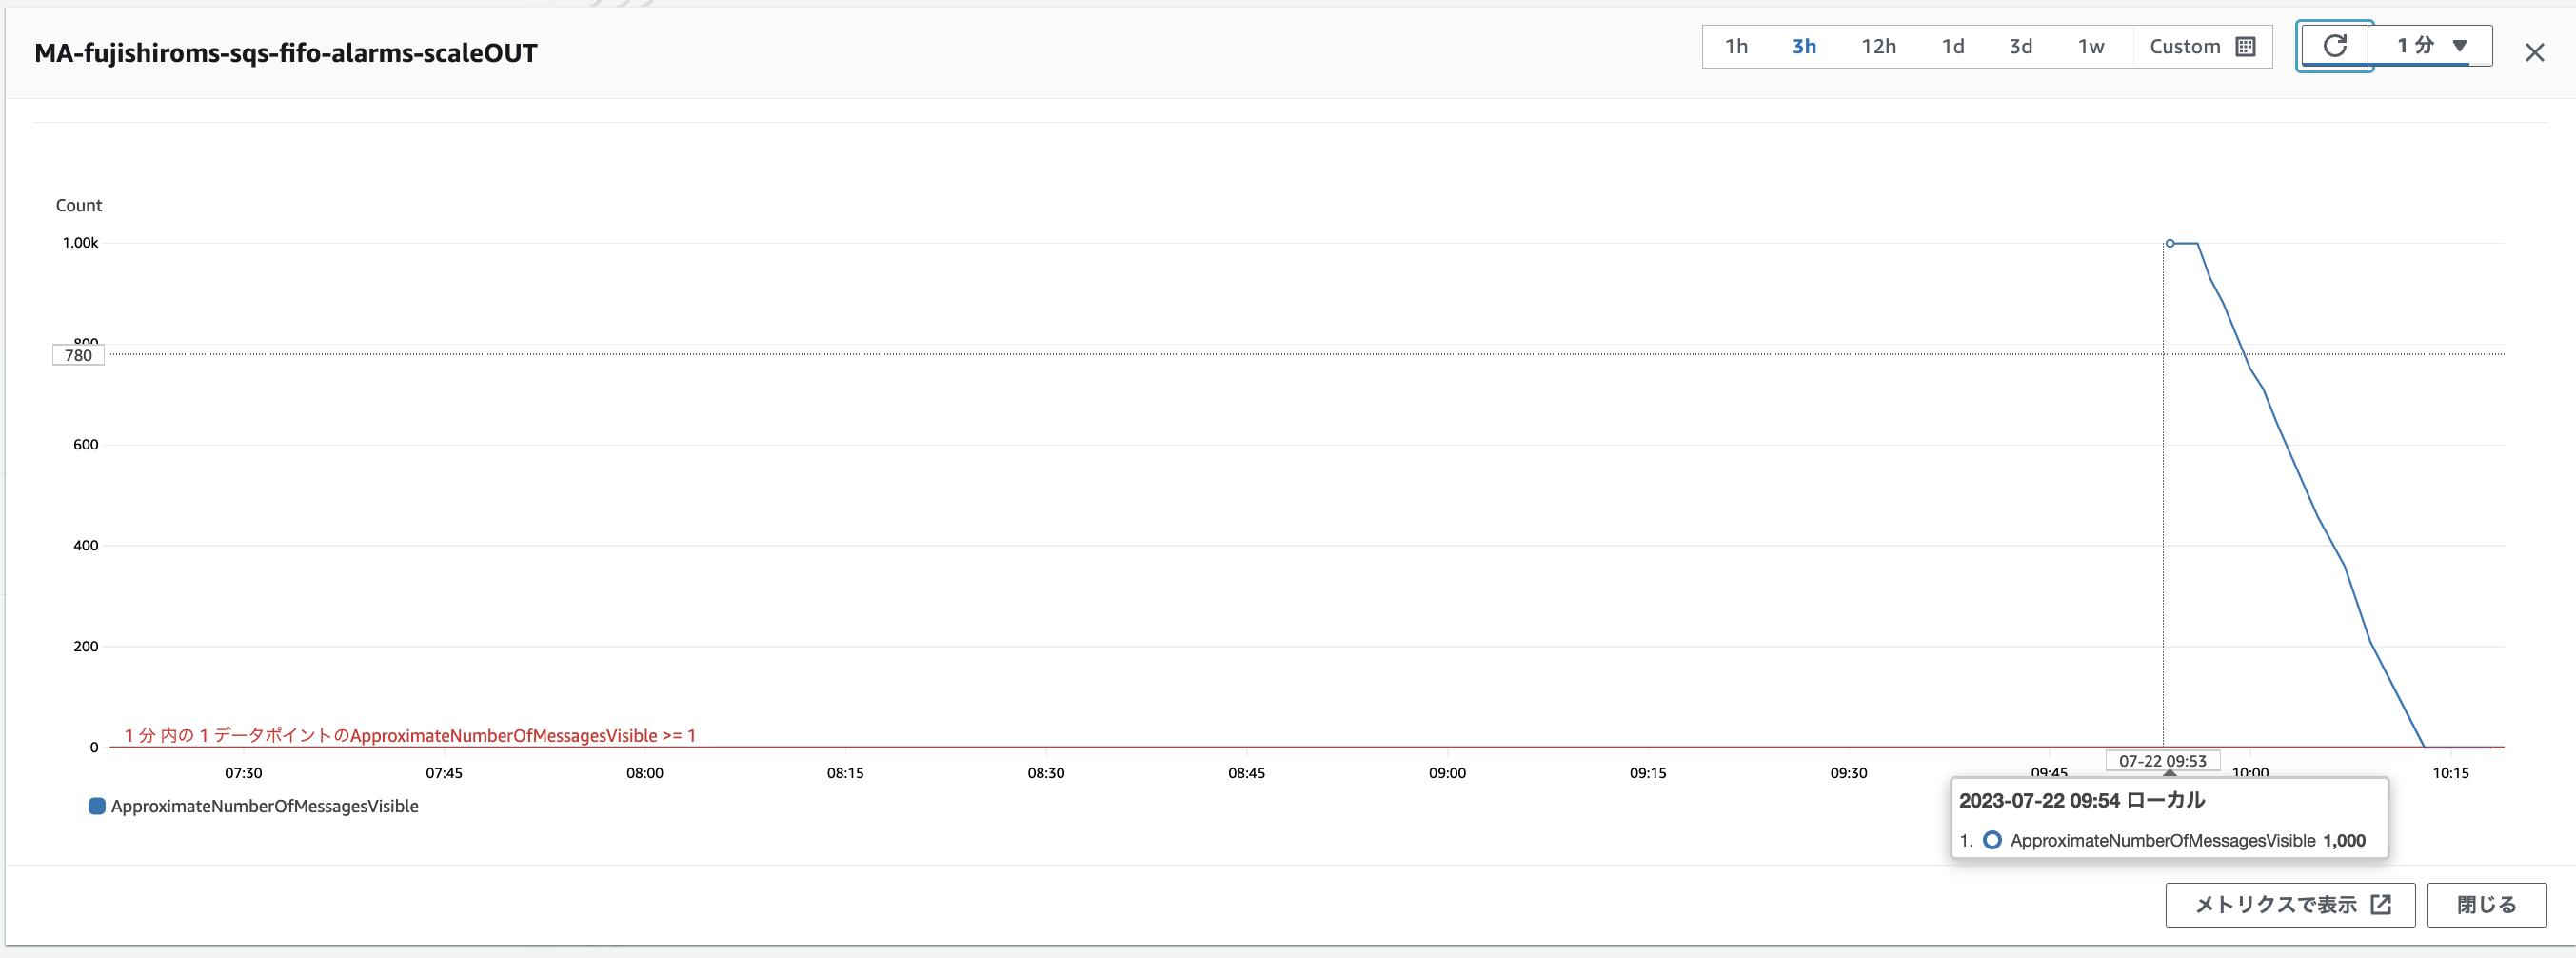 MA-fujishiroms-sqs-fifo-alarms-scaleOUT
1h 3h 12h 1d 3d 1w Custom 1 分
Count
1.00k
800
780
600
400
200
1 分 内の 1 データポイントのApproximateNumberOfMessagesVisible >= 1
0
07:30 07:45 08:00 08:15 08:30 08:45 09:00 09:15 09:30 09:45 07-22 09:53 10:00 10:15
ApproximateNumberOfMessagesVisible
2023-07-22 09:54 ローカル
1. ApproximateNumberOfMessagesVisible 1,000
メトリクスで表示 閉じる